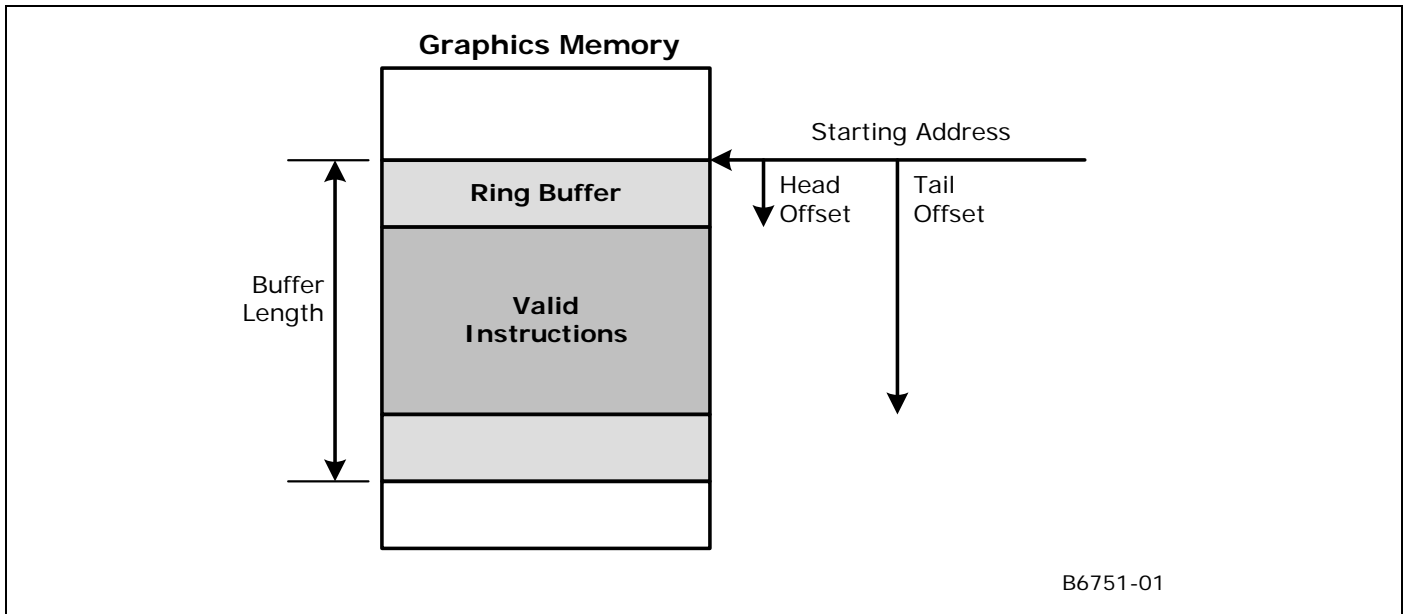 Graphics Memory
Starting Address
Ring Buffer
Head
Offset
Tail
Offset
Buffer
Length
Valid
Instructions
B6751-01